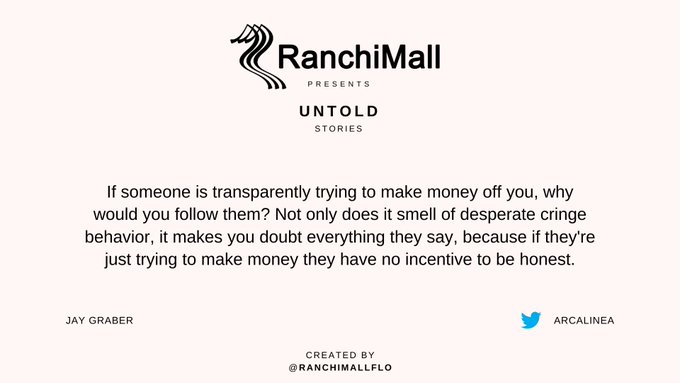 RanchiMall
PRESENTS
UNTOLD
STORIES
If someone is transparently trying to make money off you, why
would you follow them? Not only does it smell of desperate cringe
behavior, it makes you doubt everything they say, because if they're
just trying to make money they have no incentive to be honest.
JAY GRABER
ARCALINEA
CREATED BY
@RANCHIMALLFLO